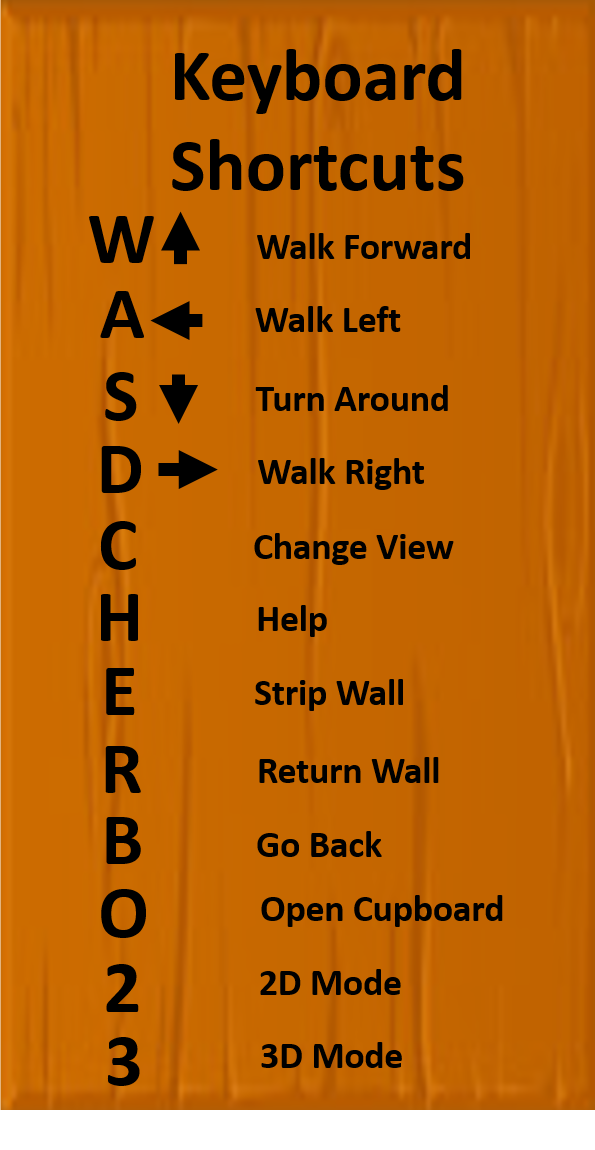 Keyboard
Shortcuts
W Walk Forward
A Walk Left
S Turn Around
D Walk Right
C Change View
H Help
E Strip Wall
R Return Wall
B Go Back
O Open Cupboard
2 2D Mode
3 3D Mode